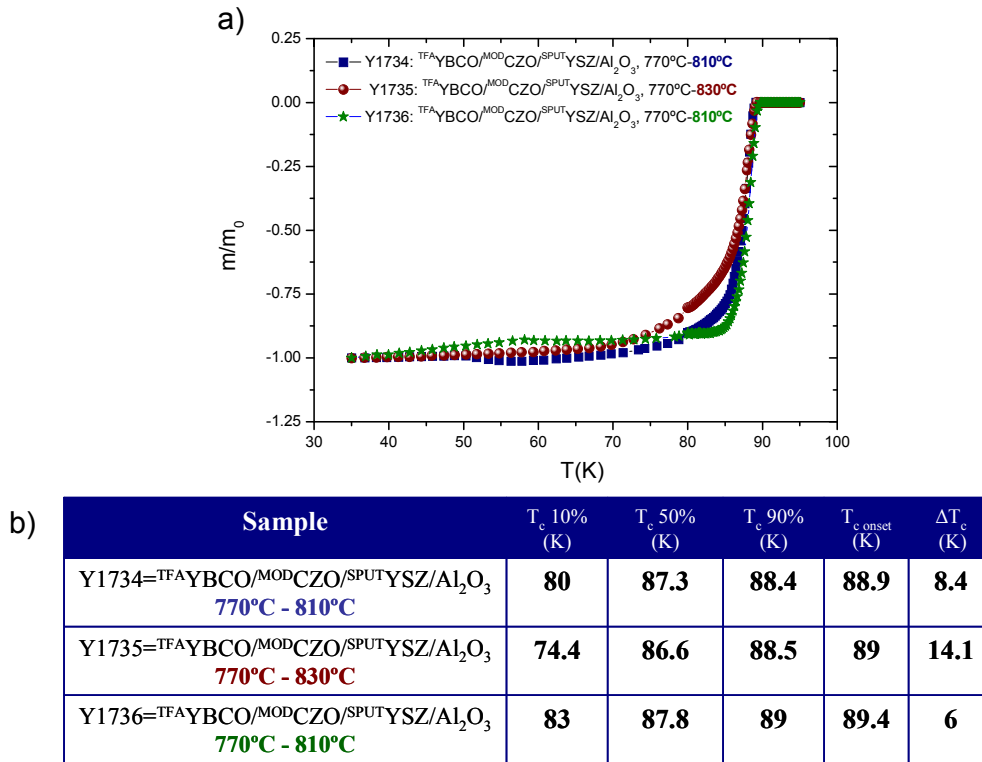 a)
0.25
0.00
-0.25
-0.50
-0.75
-1.00
-1.25
m/m₀
Y1734: ᵀᶠᴬYBCO/ᴹᴼᴰCZO/ˢᴾᵁᵀYSZ/Al₂O₃, 770ºC-810ºC
Y1735: ᵀᶠᴬYBCO/ᴹᴼᴰCZO/ˢᴾᵁᵀYSZ/Al₂O₃, 770ºC-830ºC
Y1736: ᵀᶠᴬYBCO/ᴹᴼᴰCZO/ˢᴾᵁᵀYSZ/Al₂O₃, 770ºC-810ºC
30 40 50 60 70 80 90 100
T(K)
b)
Sample T_c 10% (K) T_c 50% (K) T_c 90% (K) T_c onset (K) ΔT_c (K)
Y1734=ᵀᶠᴬYBCO/ᴹᴼᴰCZO/ˢᴾᵁᵀYSZ/Al₂O₃ 80 87.3 88.4 88.9 8.4
770ºC - 810ºC
Y1735=ᵀᶠᴬYBCO/ᴹᴼᴰCZO/ˢᴾᵁᵀYSZ/Al₂O₃ 74.4 86.6 88.5 89 14.1
770ºC - 830ºC
Y1736=ᵀᶠᴬYBCO/ᴹᴼᴰCZO/ˢᴾᵁᵀYSZ/Al₂O₃ 83 87.8 89 89.4 6
770ºC - 810ºC